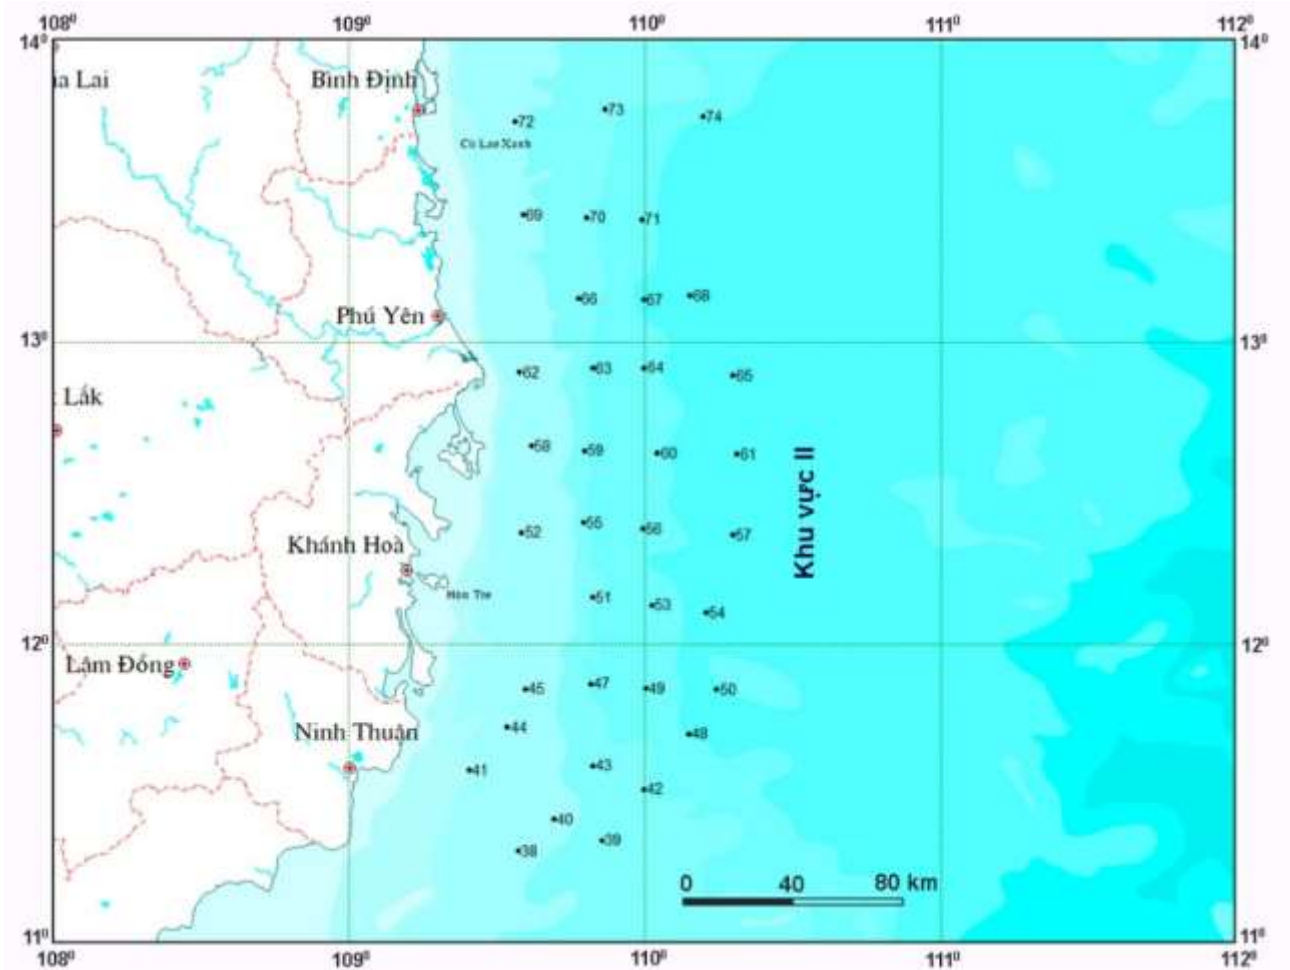 108⁰ 109⁰ 110⁰ 111⁰ 112⁰
14⁰ 14⁰
ia Lai Bình Định
73
72 74
Cù Lao Xanh
69 70 71
66 67 68
Phú Yên
13⁰ 13⁰
62 63 64 65
Lắk
58 59 60 61
Khu vực II
52 55 56 57
Khánh Hoà
Hòn Tre 51 53 54
12⁰ 12⁰
Lâm Đồng
45 47 49 50
44 48
Ninh Thuận
41 43
42
40
38 39
0 40 80 km
11⁰ 11⁰
108⁰ 109⁰ 110⁰ 111⁰ 112⁰